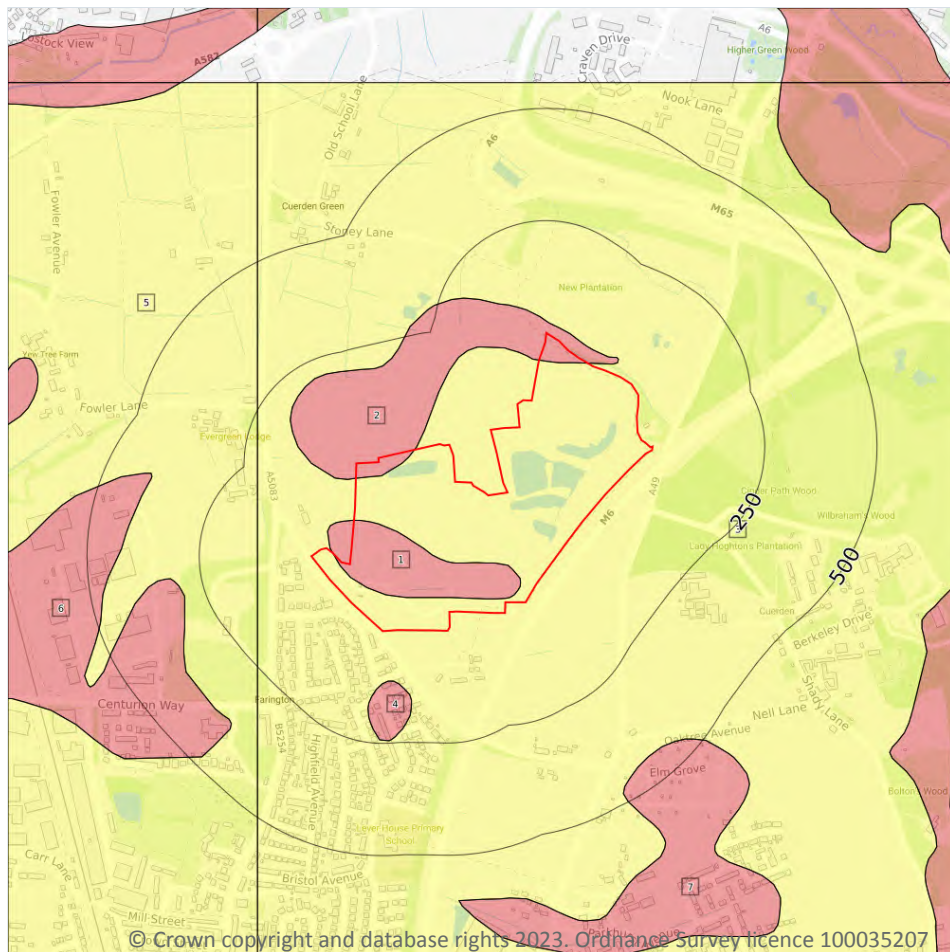 ostock View
A582
A6
Craven Drive
Higher Green Wood
Nook Lane
Old School Lane
A6
Fowler Avenue
Cuerden Green
Stoney Lane
M65
New Plantation
5
Yew Tree Farm
Fowler Lane
2
Evergreen Lodge
A5083
A49
Cinder Path Wood
250
M6
3
Wilbraham's Wood
Lady Hoghton's Plantation
1
500
6
Cuerden
Berkeley Drive
Shady Lane
Farington
4
Centurion Way
Nell Lane
Oaktree Avenue
B5254
Highfield Avenue
Elm Grove
Bolton's Wood
Lever House Primary
School
Carr Lane
Bristol Avenue
7
Mill Street
© Crown copyright and database rights 2023. Ordnance Survey licence 100035207